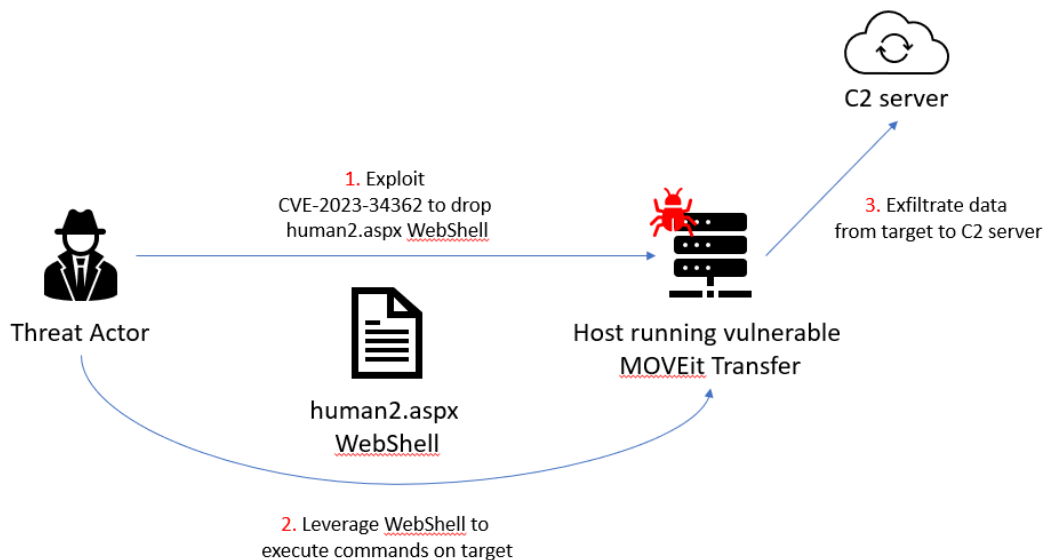 C2 server
1. Exploit
CVE-2023-34362 to drop
human2.aspx WebShell
3. Exfiltrate data
from target to C2 server
Threat Actor
Host running vulnerable
MOVEit Transfer
human2.aspx
WebShell
2. Leverage WebShell to
execute commands on target